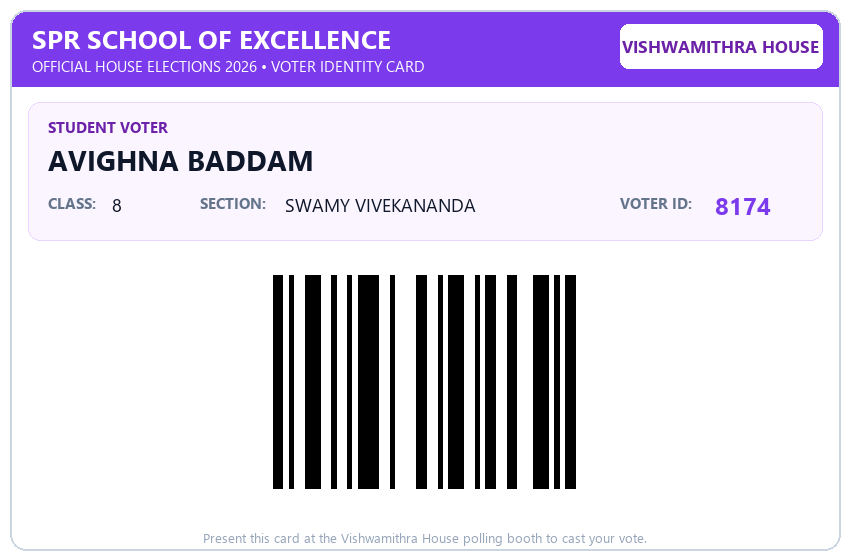 SPR SCHOOL OF EXCELLENCE
OFFICIAL HOUSE ELECTIONS 2026 • VOTER IDENTITY CARD
VISHWAMITHRA HOUSE
STUDENT VOTER
AVIGHNA BADDAM
CLASS: 8 SECTION: SWAMY VIVEKANANDA VOTER ID: 8174
Present this card at the Vishwamithra House polling booth to cast your vote.